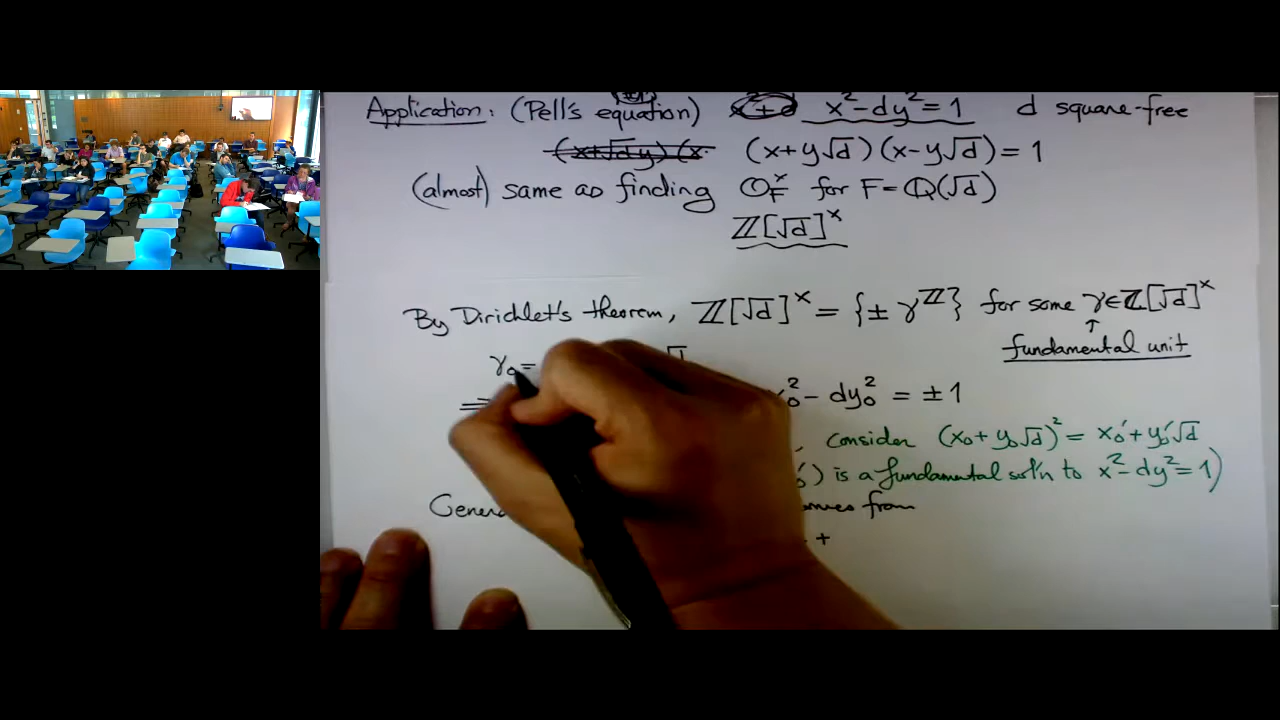 Application: (Pell's equation) x² - dy² = 1 d square-free
(x + y√d)(x - y√d) = 1
(almost) same as finding O_F^× for F = ℚ(√d)
ℤ[√d]^×
By Dirichlet's theorem, ℤ[√d]^× = {± γ^ℤ} for some γ ∈ ℤ[√d]^×
↑
fundamental unit
γ₀ =
⇒ x₀² - dy₀² = ± 1
, consider (x₀ + y₀√d)² = x₀' + y₀'√d
) is a fundamental sol'n to x² - dy² = 1)
from
+